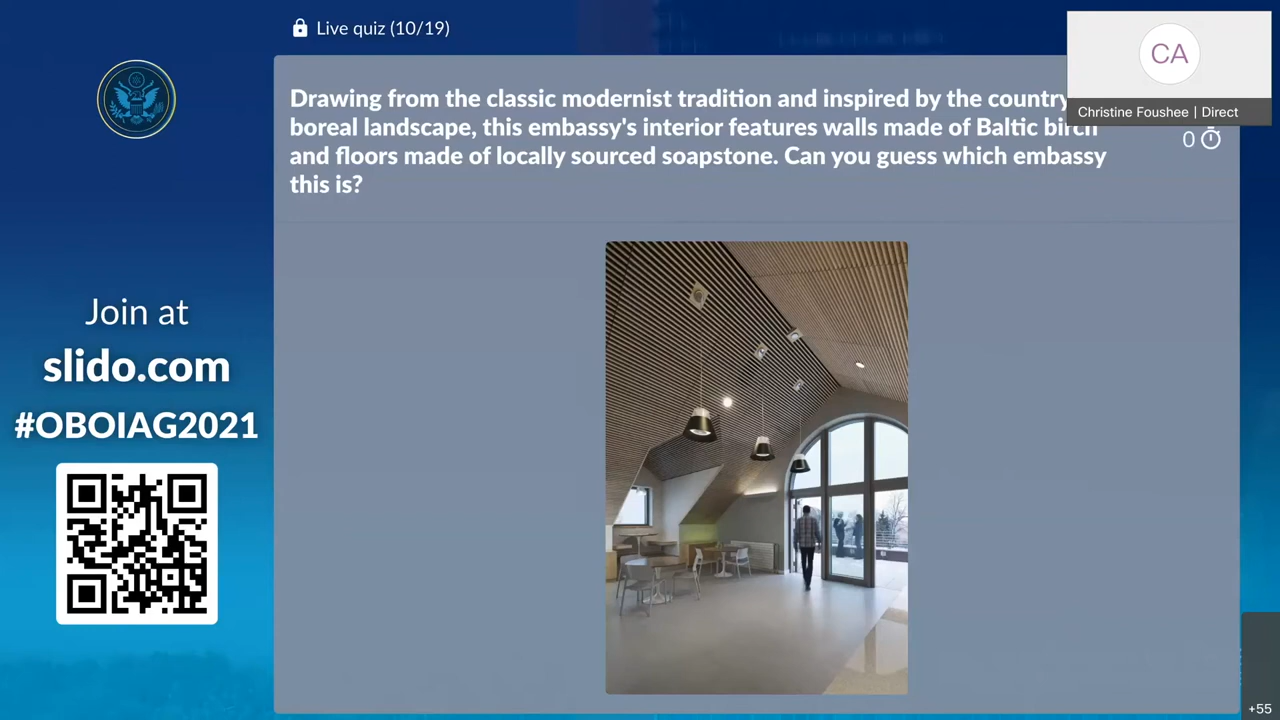 Live quiz (10/19)
CA
Christine Foushee | Direct
Drawing from the classic modernist tradition and inspired by the country
boreal landscape, this embassy's interior features walls made of Baltic birch
and floors made of locally sourced soapstone. Can you guess which embassy
this is?
0
Join at
slido.com
#OBOIAG2021
+55